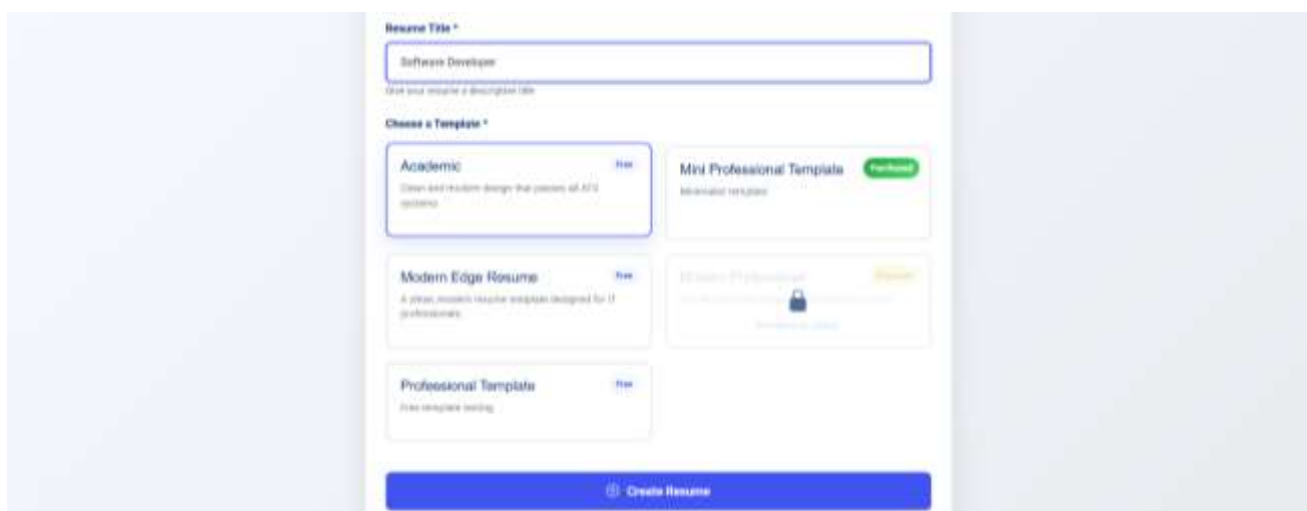 Resume Title *
Software Developer
Give your resume a descriptive title
Choose a Template *
Academic
Free
Clean and modern design that passes all ATS
systems
Mini Professional Template
Purchased
Minimalist template
Modern Edge Resume
Free
A clean, modern resume template designed for IT
professionals.
Professional Template
Free
Free template testing
Create Resume